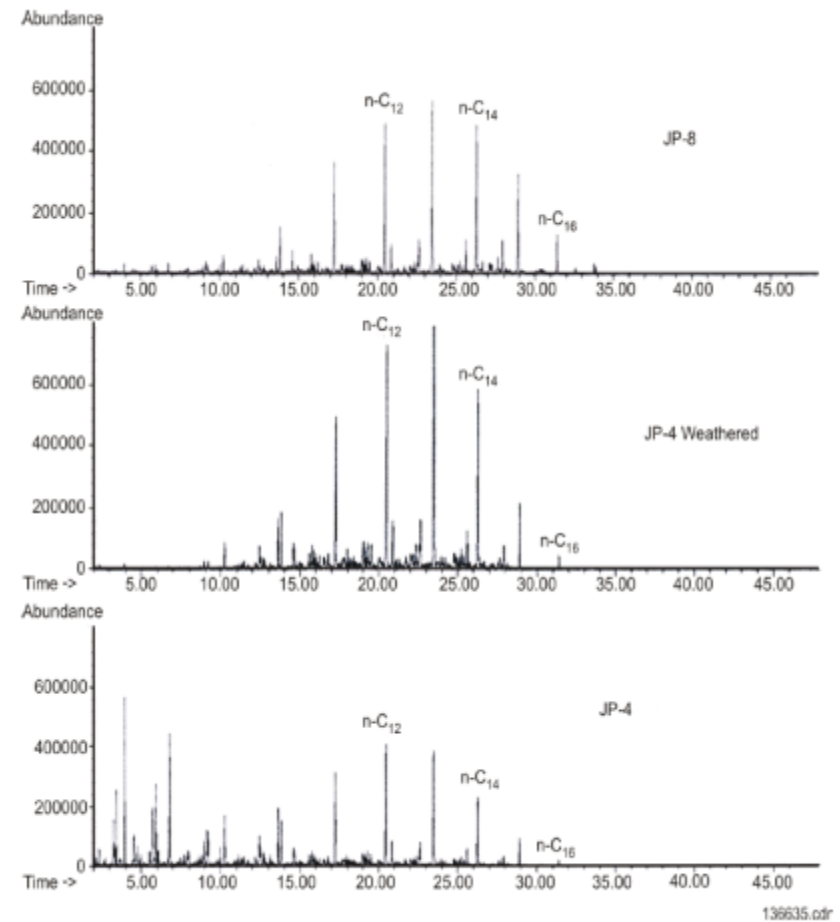 Abundance
600000
n-C12
n-C14
JP-8
400000
200000
n-C16
0
Time -> 5.00 10.00 15.00 20.00 25.00 30.00 35.00 40.00 45.00
Abundance
n-C12
600000
n-C14
JP-4 Weathered
400000
200000
n-C16
0
Time -> 5.00 10.00 15.00 20.00 25.00 30.00 35.00 40.00 45.00
Abundance
600000
JP-4
n-C12
400000
n-C14
200000
n-C16
0
Time -> 5.00 10.00 15.00 20.00 25.00 30.00 35.00 40.00 45.00
136635.cdr